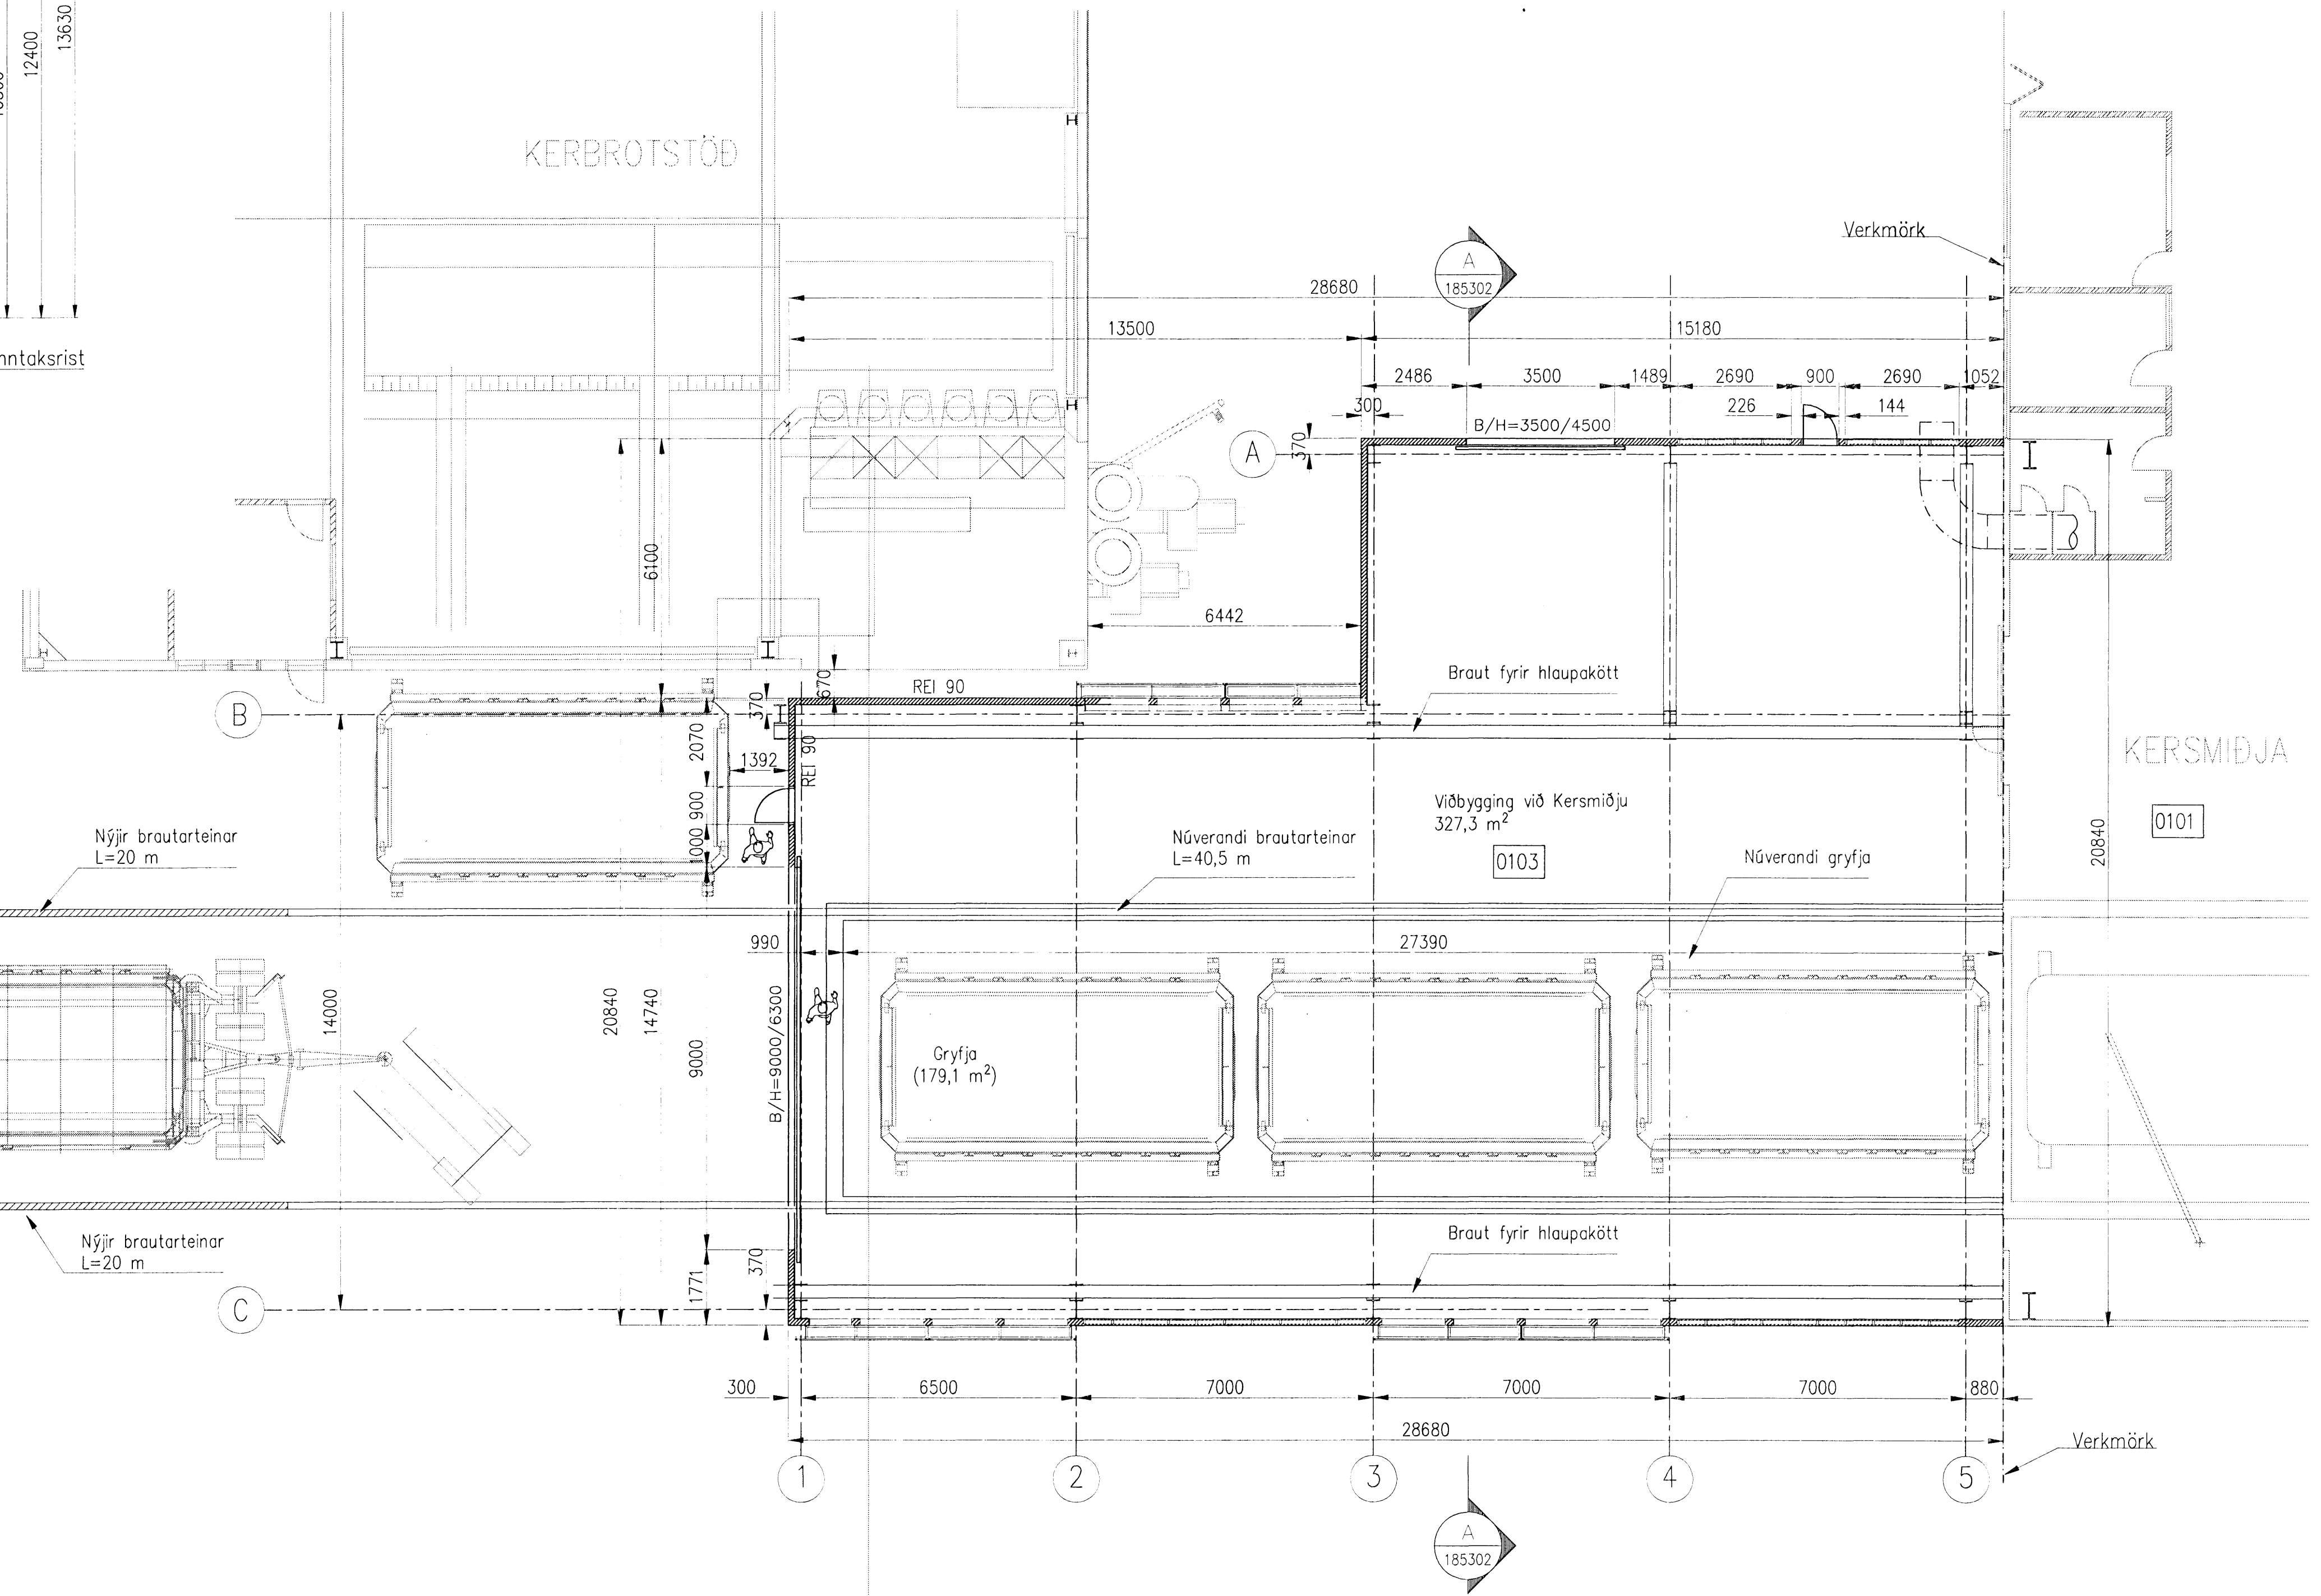 12400
13630
KERBROTSTÖÐ
Verkmörk
A
185302
28680
13500
15180
2486
3500
1489
2690
900
2690
1052
300
B/H=3500/4500
226
144
A
370
6100
6442
REI 90
670
370
Braut fyrir hlaupakött
B
2070
1392
REI 90
900
1000
KERSMIÐJA
0101
20840
Viðbygging við Kersmiðju
327,3 m²
0103
Núverandi brautarteinar
L=40,5 m
Núverandi gryfja
Nýjir brautarteinar
L=20 m
990
27390
14000
20840
14740
9000
B/H=9000/6300
Gryfja
(179,1 m²)
Nýjir brautarteinar
L=20 m
1771
370
Braut fyrir hlaupakött
C
300
6500
7000
7000
7000
880
28680
Verkmörk
1
2
3
4
5
A
185302